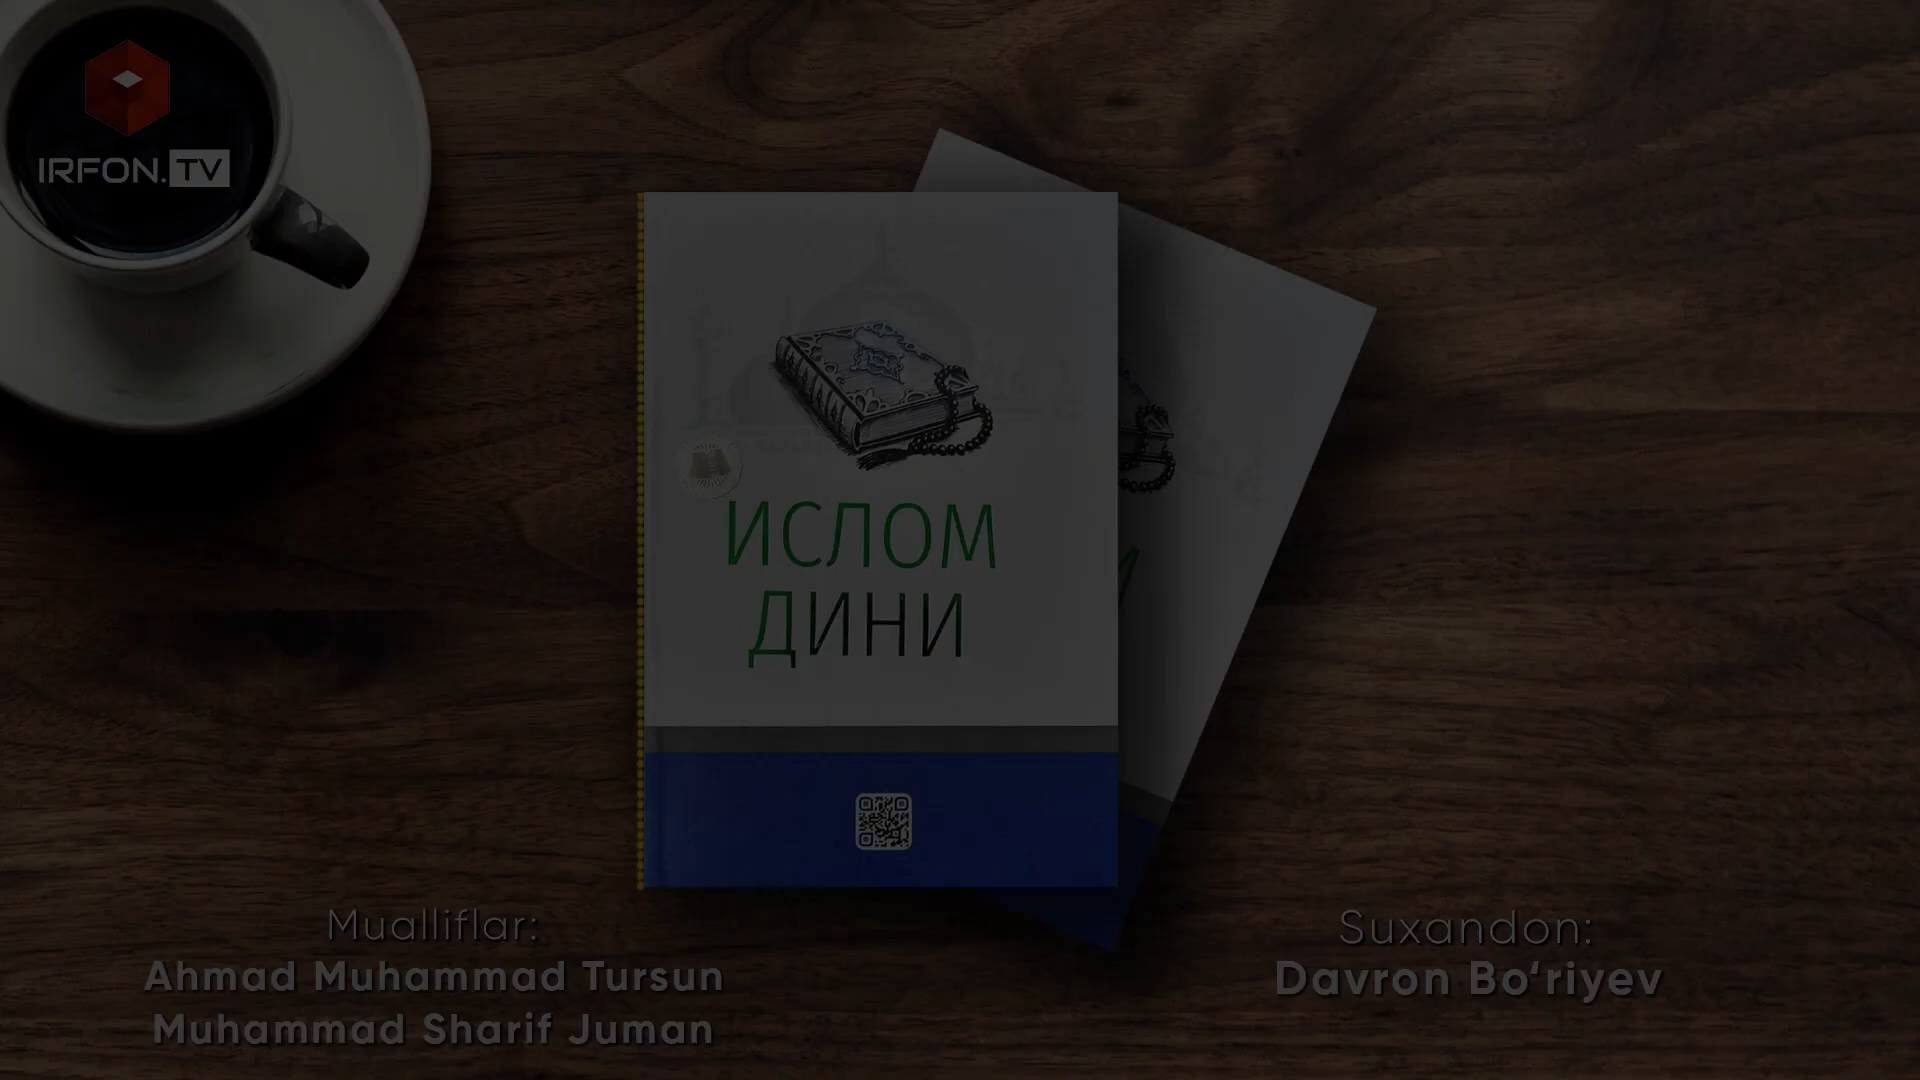 IRFON.TV
ИСЛОМ
ДИНИ
Mualliflar:
Ahmad Muhammad Tursun
Muhammad Sharif Juman
Suxandon:
Davron Bo‘riyev